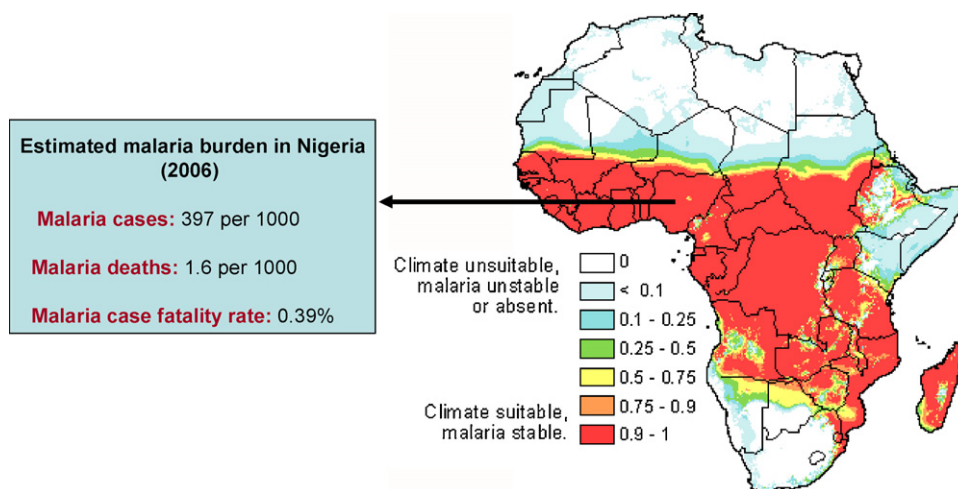 Estimated malaria burden in Nigeria
(2006)
Malaria cases: 397 per 1000
Malaria deaths: 1.6 per 1000
Malaria case fatality rate: 0.39%
Climate unsuitable,
malaria unstable
or absent.
Climate suitable,
malaria stable.
0
< 0.1
0.1 - 0.25
0.25 - 0.5
0.5 - 0.75
0.75 - 0.9
0.9 - 1